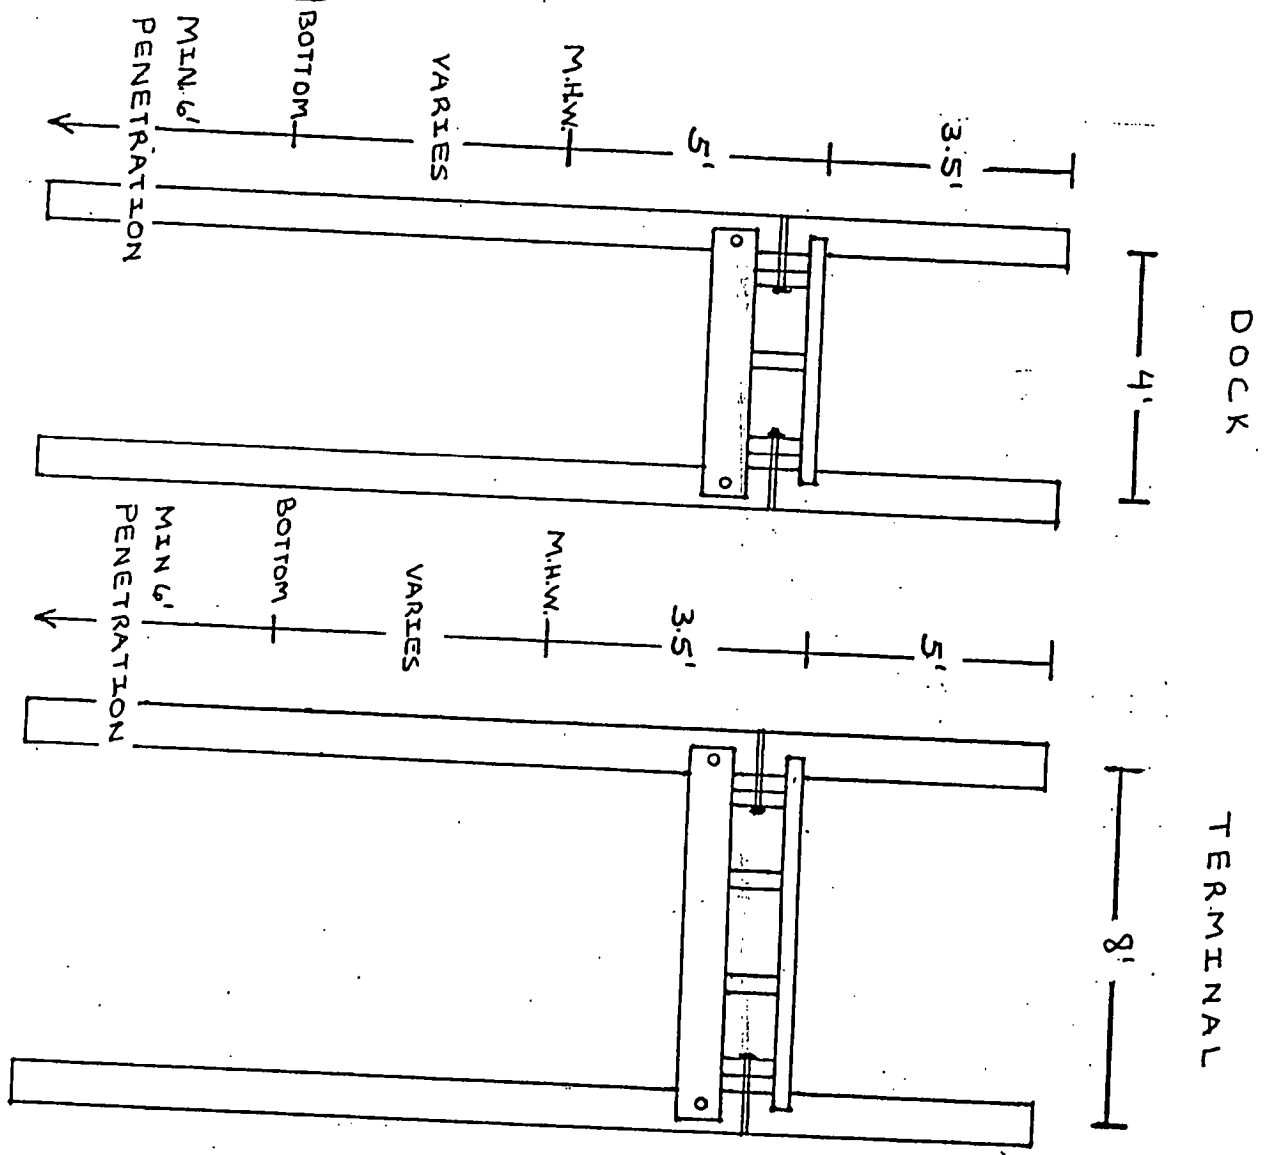 DOCK
4'
3.5'
5'
M.H.W.
VARIES
BOTTOM
MIN. 6'
PENETRATION
TERMINAL
8'
5'
3.5'
M.H.W.
VARIES
BOTTOM
MIN 6'
PENETRATION